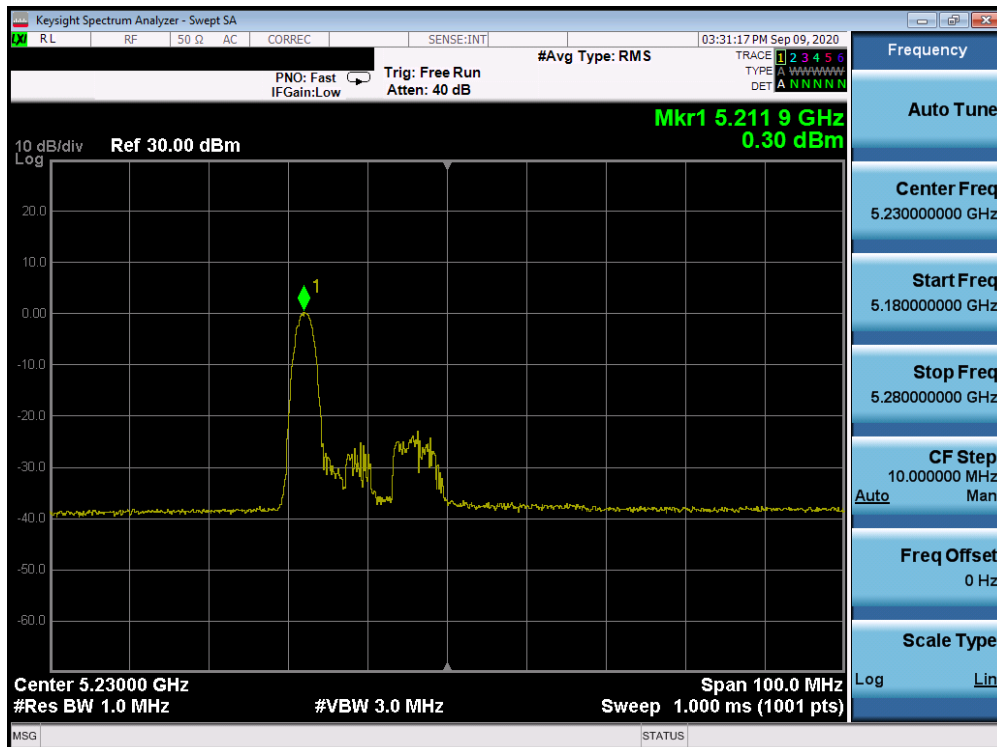 Keysight Spectrum Analyzer - Swept SA
LXI RL RF 50 Ω AC CORREC SENSE:INT 03:31:17 PM Sep 09, 2020
Frequency
#Avg Type: RMS
TRACE 1 2 3 4 5 6
PNO: Fast Trig: Free Run
TYPE A WWWWW
IFGain:Low Atten: 40 dB
DET A N N N N N
Auto Tune
Mkr1 5.211 9 GHz
0.30 dBm
10 dB/div Ref 30.00 dBm
Log
20.0
10.0
0.00
-10.0
-20.0
-30.0
-40.0
-50.0
-60.0
1
Center Freq
5.230000000 GHz
Start Freq
5.180000000 GHz
Stop Freq
5.280000000 GHz
CF Step
10.000000 MHz
Auto Man
Freq Offset
0 Hz
Scale Type
Log Lin
Center 5.23000 GHz Span 100.0 MHz
#Res BW 1.0 MHz #VBW 3.0 MHz Sweep 1.000 ms (1001 pts)
MSG STATUS